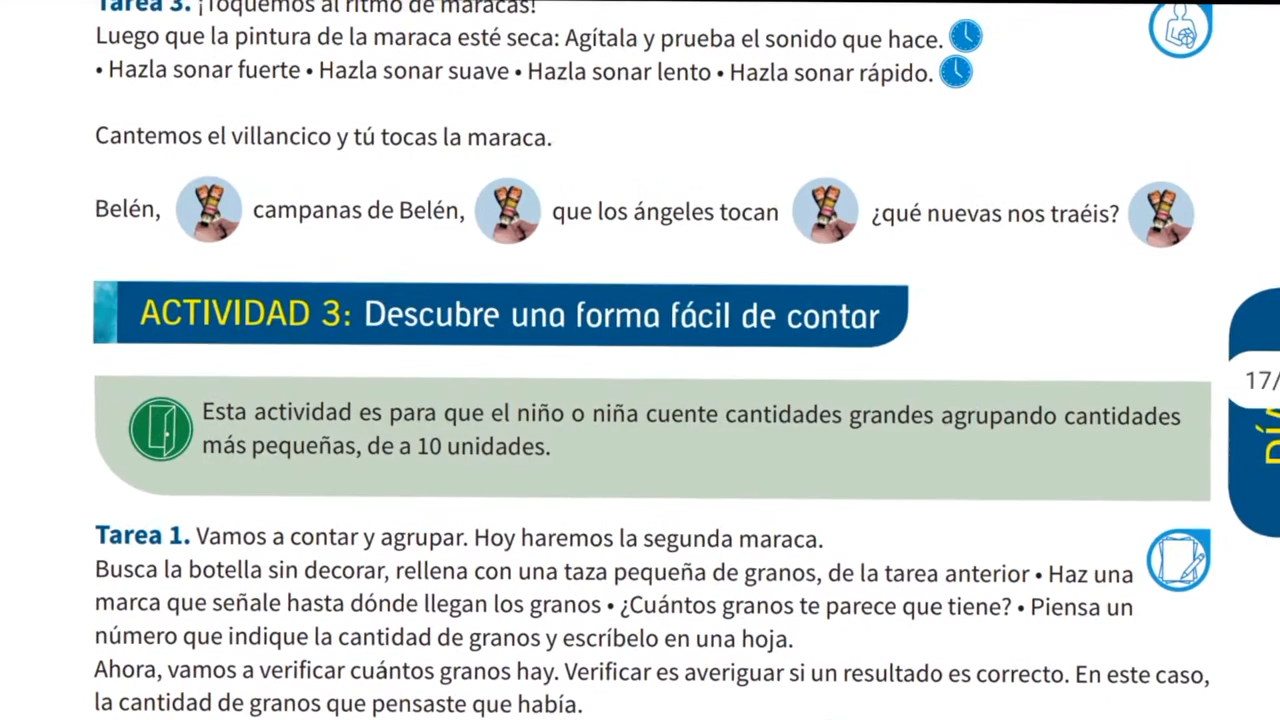 Tarea 3. ¡Toquemos al ritmo de maracas!
Luego que la pintura de la maraca esté seca: Agítala y prueba el sonido que hace.
• Hazla sonar fuerte • Hazla sonar suave • Hazla sonar lento • Hazla sonar rápido.
Cantemos el villancico y tú tocas la maraca.
Belén, campanas de Belén, que los ángeles tocan ¿qué nuevas nos traéis?
ACTIVIDAD 3: Descubre una forma fácil de contar
17/
Esta actividad es para que el niño o niña cuente cantidades grandes agrupando cantidades
más pequeñas, de a 10 unidades.
Tarea 1. Vamos a contar y agrupar. Hoy haremos la segunda maraca.
Busca la botella sin decorar, rellena con una taza pequeña de granos, de la tarea anterior • Haz una
marca que señale hasta dónde llegan los granos • ¿Cuántos granos te parece que tiene? • Piensa un
número que indique la cantidad de granos y escríbelo en una hoja.
Ahora, vamos a verificar cuántos granos hay. Verificar es averiguar si un resultado es correcto. En este caso,
la cantidad de granos que pensaste que había.